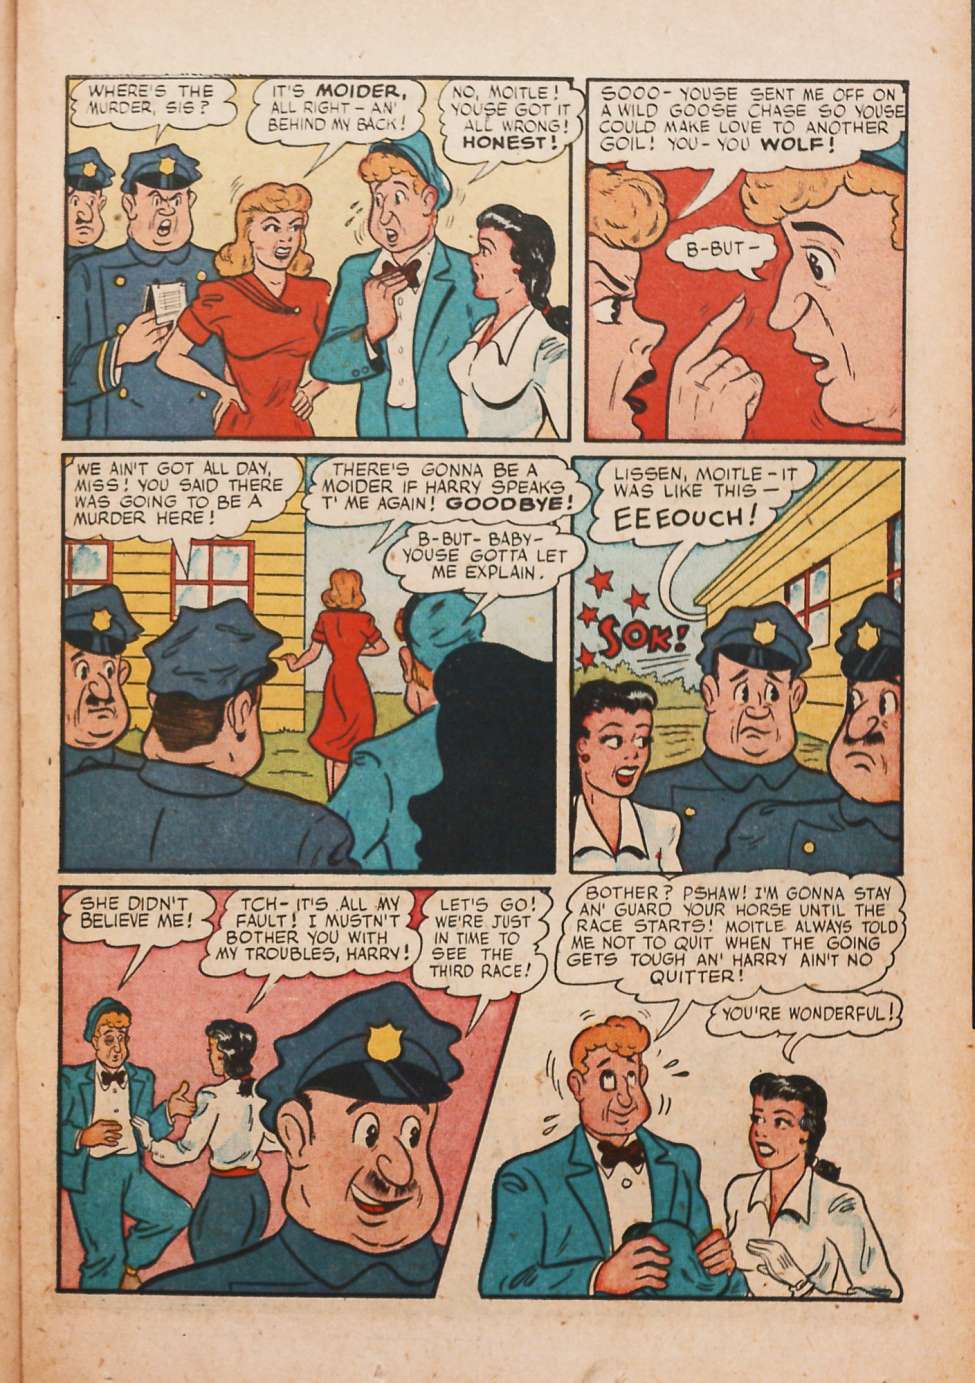 WHERE'S THE
MURDER, SIS?
IT'S MOIDER,
ALL RIGHT - AN'
BEHIND MY BACK!
NO, MOITLE!
YOUSE GOT IT
ALL WRONG!
HONEST!
SOOO- YOUSE SENT ME OFF ON
A WILD GOOSE CHASE SO YOUSE
COULD MAKE LOVE TO ANOTHER
GOIL! YOU- YOU WOLF!
B-BUT-
WE AIN'T GOT ALL DAY,
MISS! YOU SAID THERE
WAS GOING TO BE A
MURDER HERE!
THERE'S GONNA BE A
MOIDER IF HARRY SPEAKS
T' ME AGAIN! GOODBYE!
B-BUT- BABY-
YOUSE GOTTA LET
ME EXPLAIN.
LISSEN, MOITLE - IT
WAS LIKE THIS -
EEEOUCH!
SOK!
SHE DIDN'T
BELIEVE ME!
TCH- IT'S ALL MY
FAULT! I MUSTN'T
BOTHER YOU WITH
MY TROUBLES, HARRY!
LET'S GO!
WE'RE JUST
IN TIME TO
SEE THE
THIRD RACE!
BOTHER? PSHAW! I'M GONNA STAY
AN' GUARD YOUR HORSE UNTIL THE
RACE STARTS! MOITLE ALWAYS TOLD
ME NOT TO QUIT WHEN THE GOING
GETS TOUGH AN' HARRY AIN'T NO
QUITTER!
YOU'RE WONDERFUL!